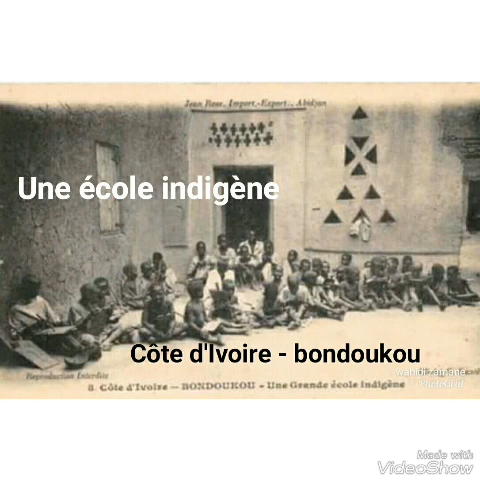 Jean Rose, Import.-Export., Abidjan
Une école indigène
Côte d'Ivoire - bondoukou
Reproduction Interdite
8. Côte d'Ivoire — BONDOUKOU - Une Grande école indigène
Made with
VideoShow